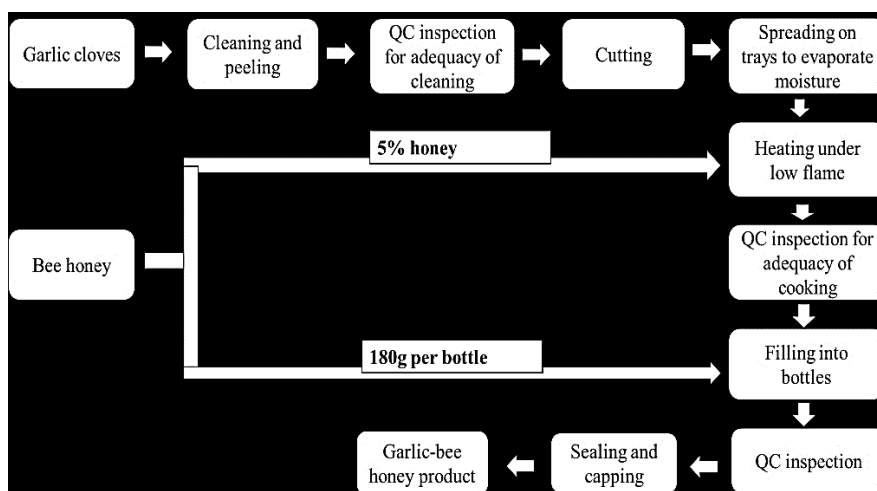 Garlic cloves
Cleaning and
peeling
QC inspection
for adequacy of
cleaning
Cutting
Spreading on
trays to evaporate
moisture
5% honey
Heating under
low flame
Bee honey
QC inspection for
adequacy of
cooking
180g per bottle
Filling into
bottles
Garlic-bee
honey product
Sealing and
capping
QC inspection